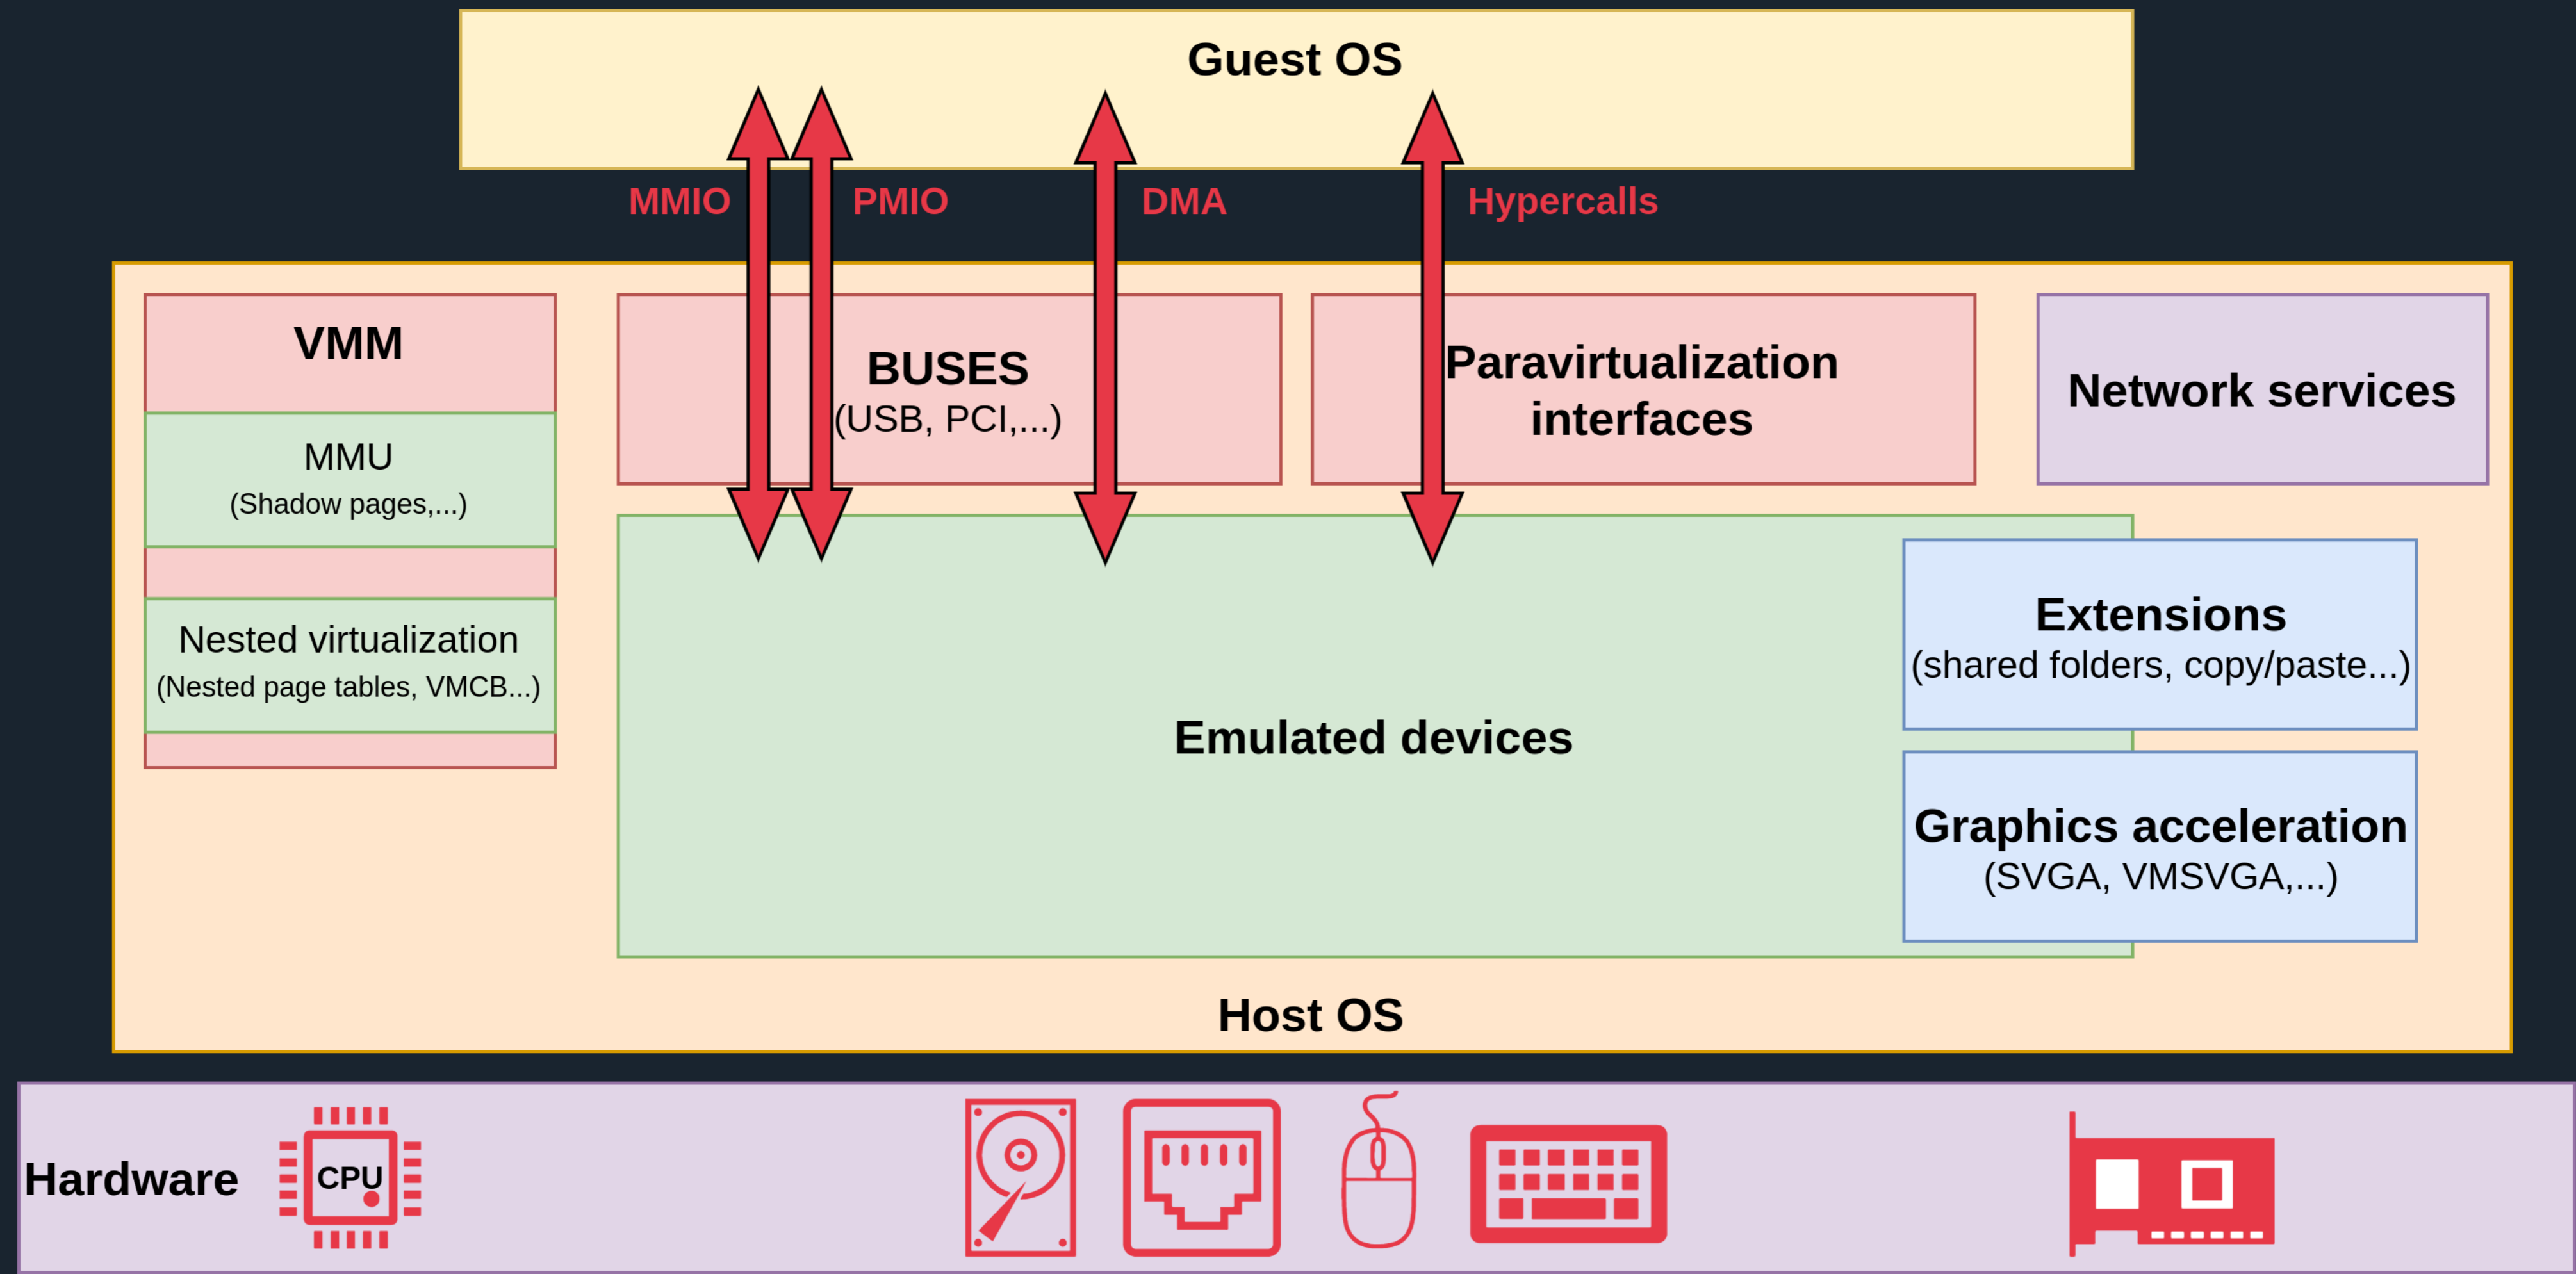 Guest OS
MMIO
PMIO
DMA
Hypercalls
VMM
MMU
(Shadow pages,...)
Nested virtualization
(Nested page tables, VMCB...)
BUSES
(USB, PCI,...)
Paravirtualization
interfaces
Network services
Emulated devices
Extensions
(shared folders, copy/paste...)
Graphics acceleration
(SVGA, VMSVGA,...)
Host OS
Hardware
CPU